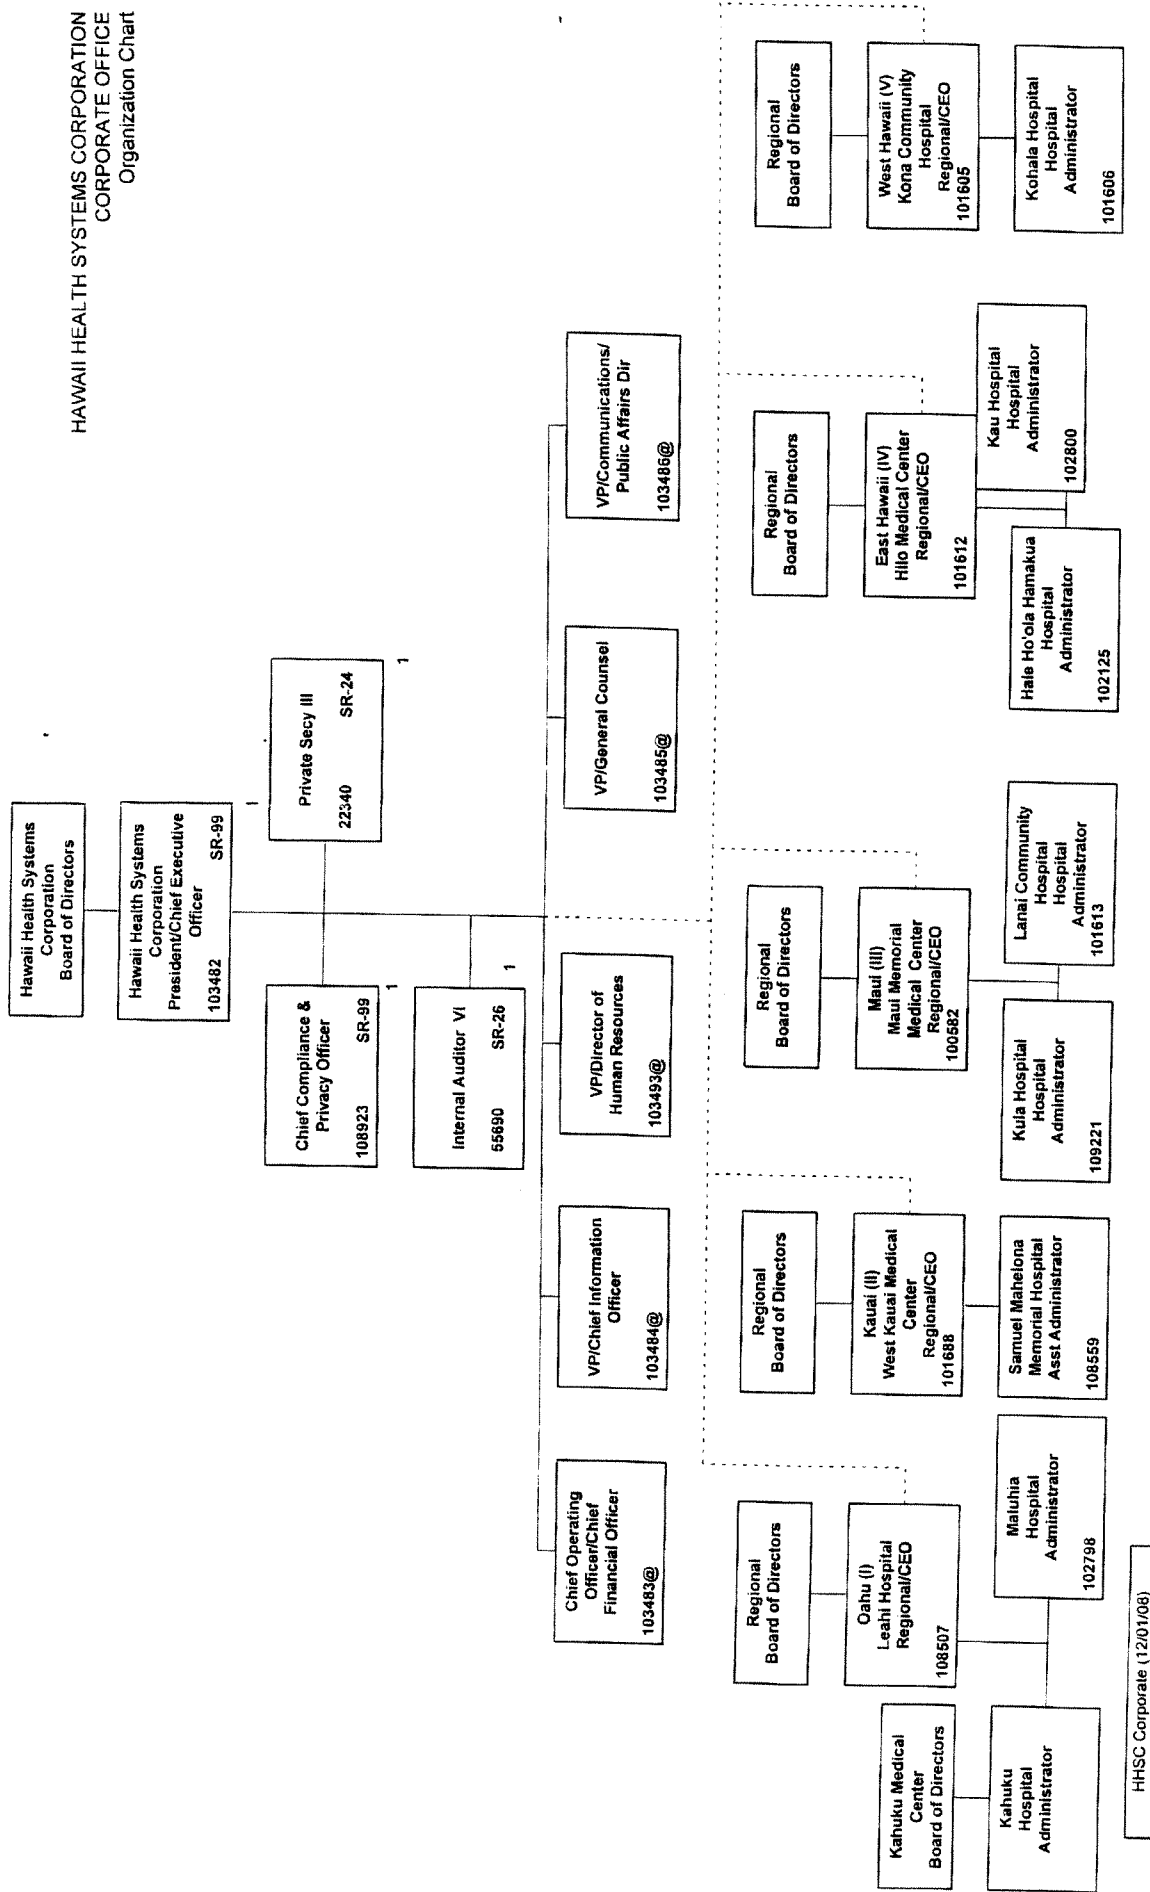 HAWAII HEALTH SYSTEMS CORPORATION
CORPORATE OFFICE
Organization Chart
Hawaii Health Systems
Corporation
Board of Directors
Hawaii Health Systems
Corporation
President/Chief Executive
Officer
103482 SR-99
1
Chief Compliance &
Privacy Officer
108923 SR-99
1
Private Secy III
22340 SR-24
1
Internal Auditor VI
55690 SR-26
1
Chief Operating
Officer/Chief
Financial Officer
103483@
VP/Chief Information
Officer
103484@
VP/Director of
Human Resources
103493@
VP/General Counsel
103485@
VP/Communications/
Public Affairs Dir
103486@
Regional
Board of Directors
Oahu (I)
Leahi Hospital
Regional/CEO
108507
Kahuku Medical
Center
Board of Directors
Kahuku
Hospital
Administrator
Maluhia
Hospital
Administrator
102798
Regional
Board of Directors
Kauai (II)
West Kauai Medical
Center
Regional/CEO
101688
Samuel Mahelona
Memorial Hospital
Asst Administrator
108559
Regional
Board of Directors
Maui (III)
Maui Memorial
Medical Center
Regional/CEO
100582
Kula Hospital
Hospital
Administrator
109221
Lanai Community
Hospital
Hospital
Administrator
101613
Regional
Board of Directors
East Hawaii (IV)
Hilo Medical Center
Regional/CEO
101612
Hale Ho'ola Hamakua
Hospital
Administrator
102125
Kau Hospital
Hospital
Administrator
102800
Regional
Board of Directors
West Hawaii (V)
Kona Community
Hospital
Regional/CEO
101605
Kohala Hospital
Hospital
Administrator
101606
HHSC Corporate (12/01/08)